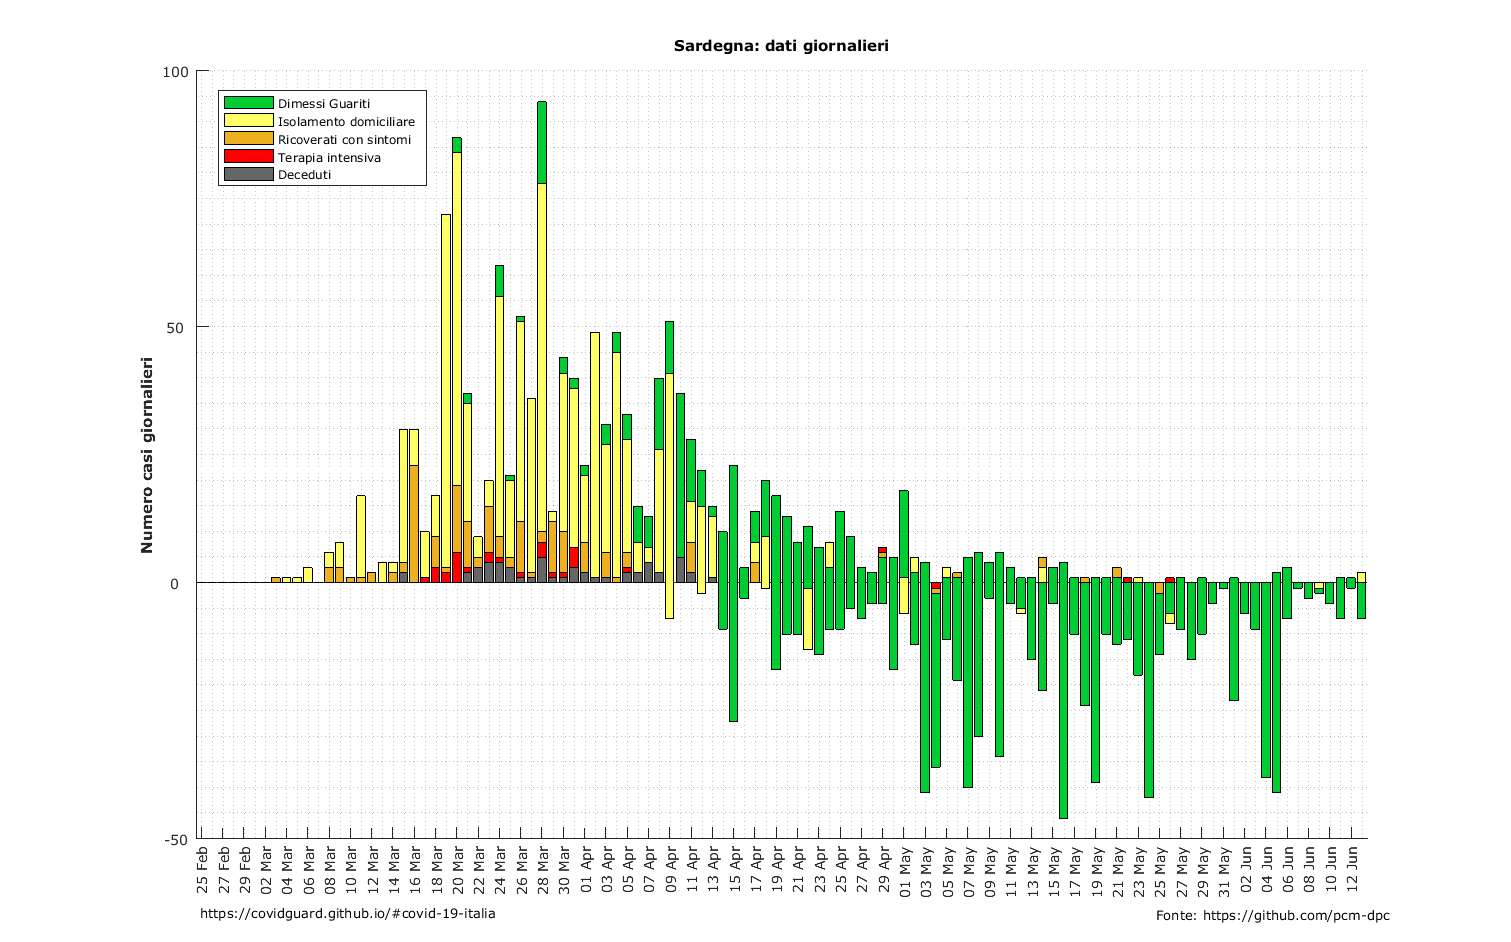 Sardegna: dati giornalieri
100
Dimessi Guariti
Isolamento domiciliare
Ricoverati con sintomi
Terapia intensiva
Deceduti
50
Numero casi giornalieri
0
-50
25 Feb
27 Feb
29 Feb
02 Mar
04 Mar
06 Mar
08 Mar
10 Mar
12 Mar
14 Mar
16 Mar
18 Mar
20 Mar
22 Mar
24 Mar
26 Mar
28 Mar
30 Mar
01 Apr
03 Apr
05 Apr
07 Apr
09 Apr
11 Apr
13 Apr
15 Apr
17 Apr
19 Apr
21 Apr
23 Apr
25 Apr
27 Apr
29 Apr
01 May
03 May
05 May
07 May
09 May
11 May
13 May
15 May
17 May
19 May
21 May
23 May
25 May
27 May
29 May
31 May
02 Jun
04 Jun
06 Jun
08 Jun
10 Jun
12 Jun
https://covidguard.github.io/#covid-19-italia
Fonte: https://github.com/pcm-dpc